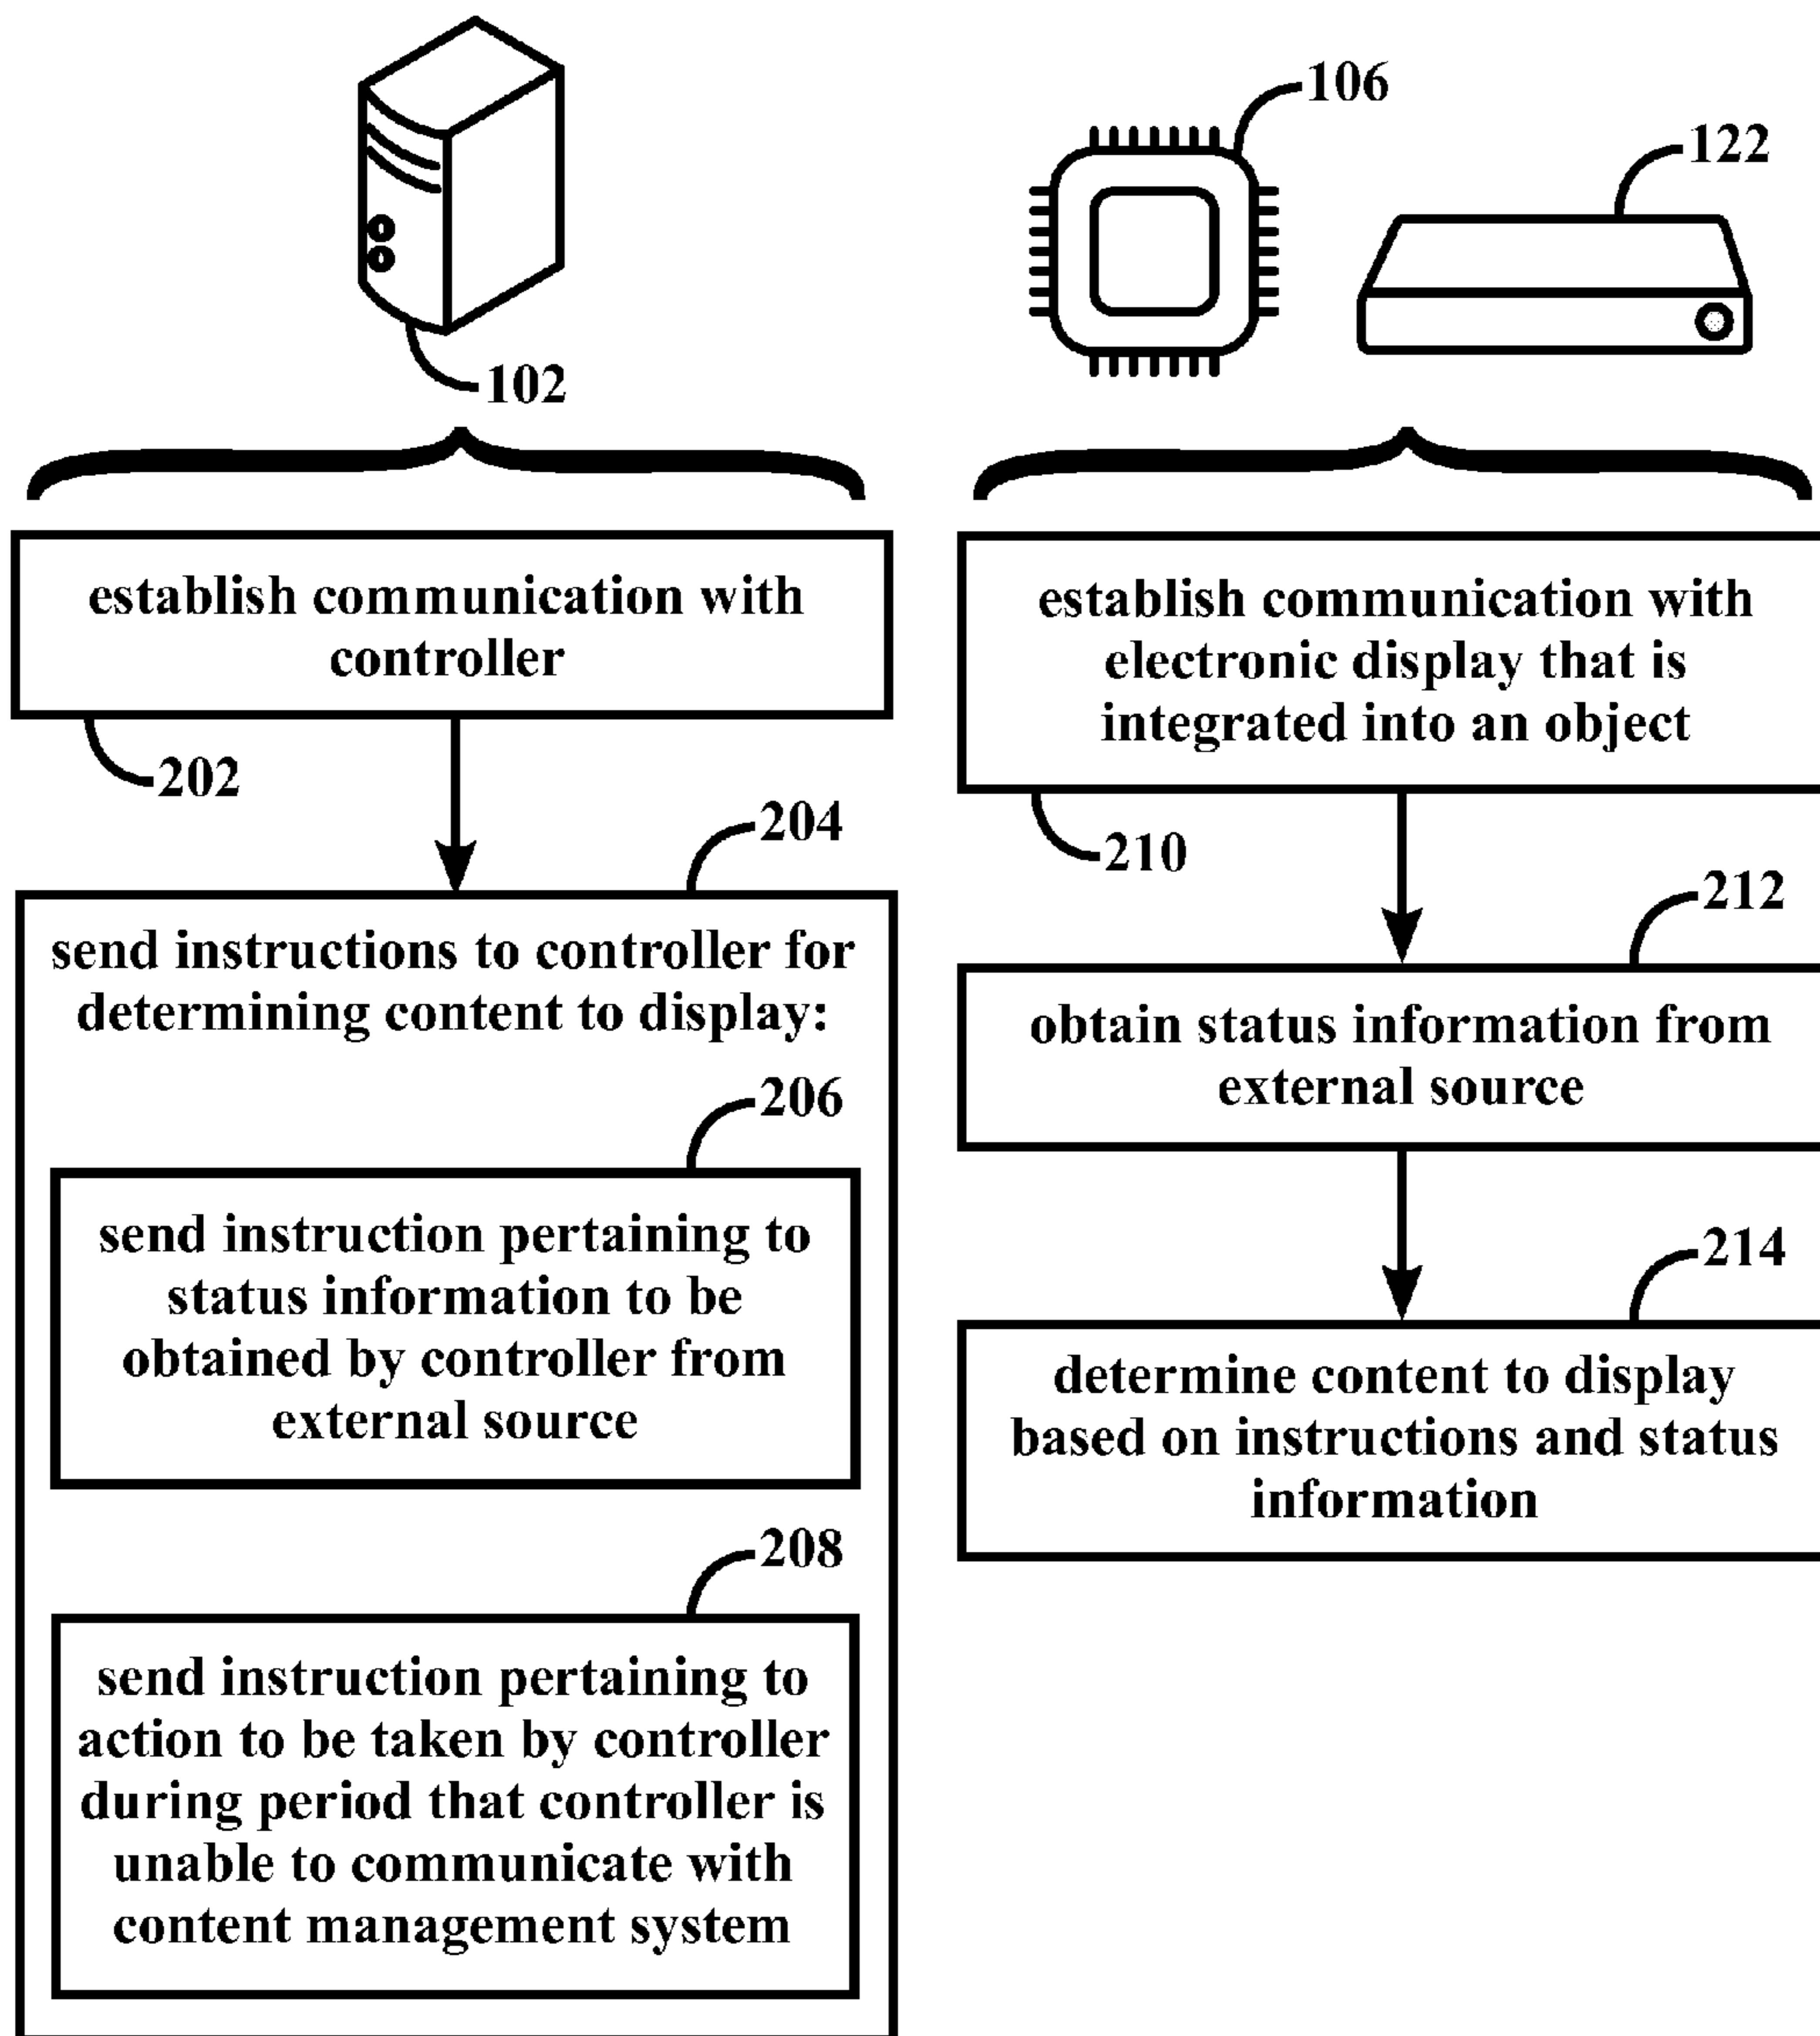 102
establish communication with
controller
202
204
send instructions to controller for
determining content to display:
206
send instruction pertaining to
status information to be
obtained by controller from
external source
208
send instruction pertaining to
action to be taken by controller
during period that controller is
unable to communicate with
content management system
106
122
establish communication with
electronic display that is
integrated into an object
210
212
obtain status information from
external source
214
determine content to display
based on instructions and status
information